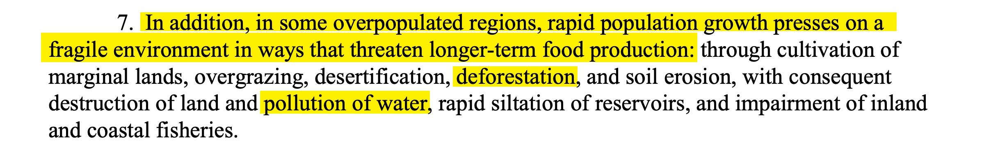 7. In addition, in some overpopulated regions, rapid population growth presses on a
fragile environment in ways that threaten longer-term food production: through cultivation of
marginal lands, overgrazing, desertification, deforestation, and soil erosion, with consequent
destruction of land and pollution of water, rapid siltation of reservoirs, and impairment of inland
and coastal fisheries.